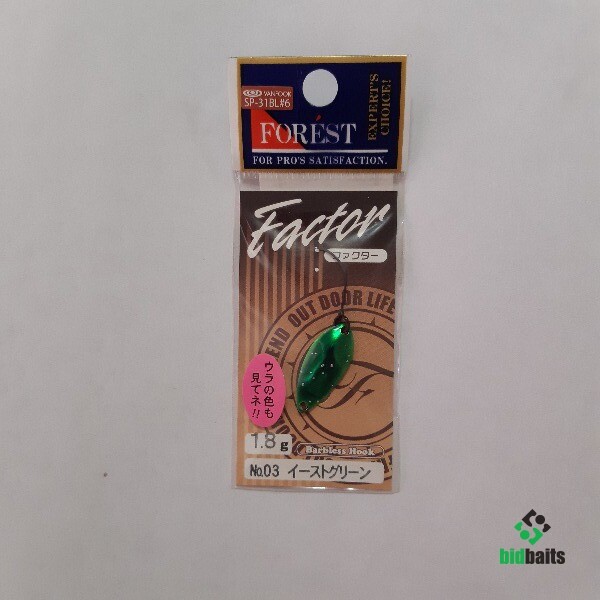 VANFOOK
SP-31BL#6
EXPERT'S
CHOICE!
FORÉST
FOR PRO'S SATISFACTION.
Factor
ファクター
END OUT DOOR LIFE
ウラの色も
見てネ!!
1.8g
Barbless Hook
No.03 イーストグリーン
bidbaits